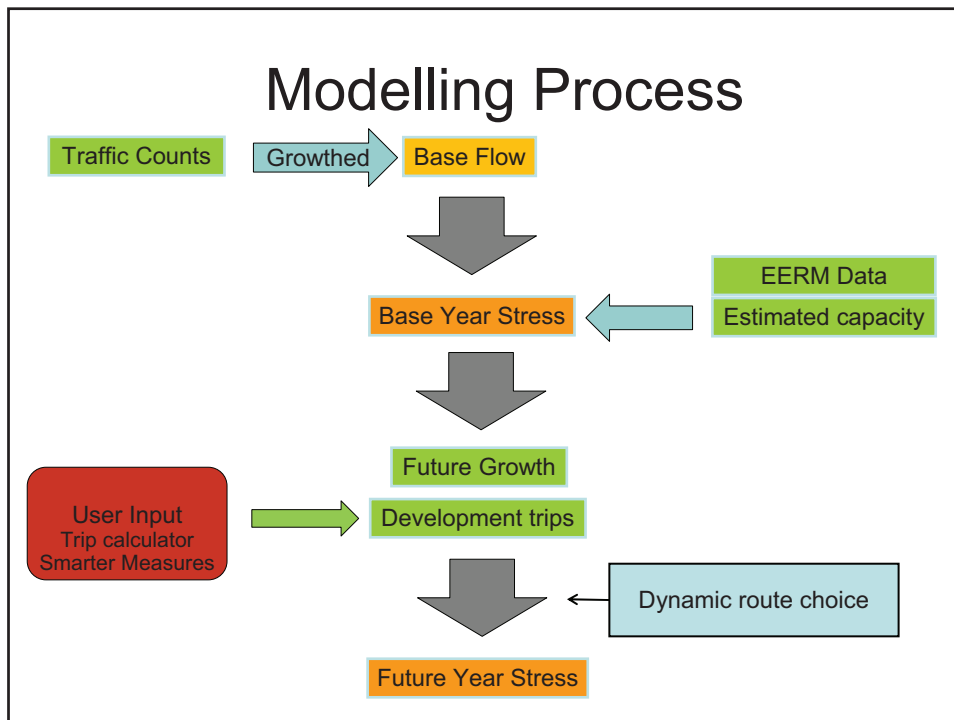 Modelling Process
Traffic Counts
Growthed
Base Flow
EERM Data
Base Year Stress
Estimated capacity
Future Growth
User Input
Trip calculator
Smarter Measures
Development trips
Dynamic route choice
Future Year Stress